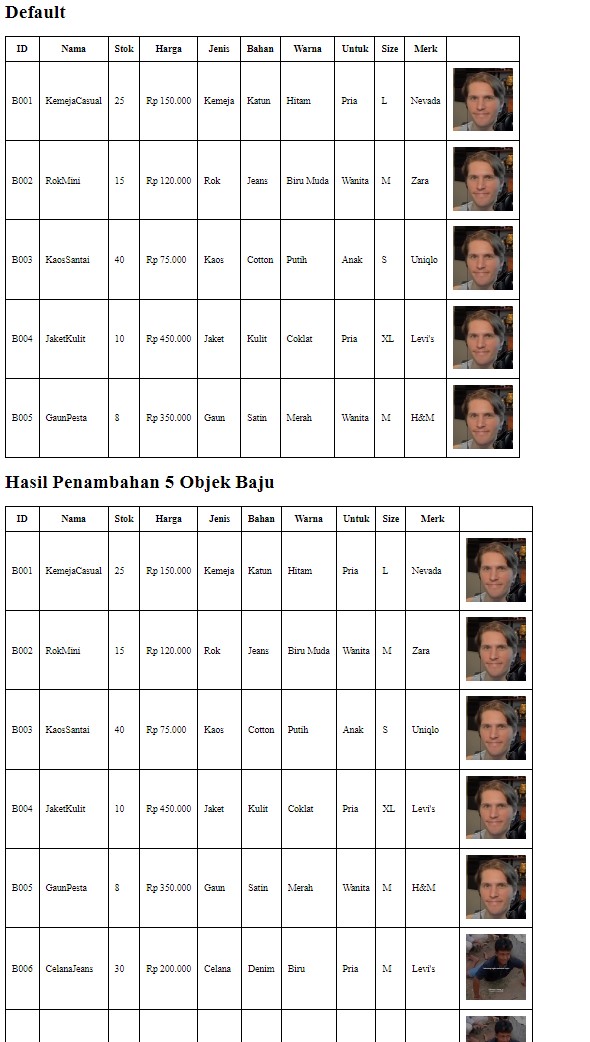 Default
ID Nama Stok Harga Jenis Bahan Warna Untuk Size Merk
B001 KemejaCasual 25 Rp 150.000 Kemeja Katun Hitam Pria L Nevada
B002 RokMini 15 Rp 120.000 Rok Jeans Biru Muda Wanita M Zara
B003 KaosSantai 40 Rp 75.000 Kaos Cotton Putih Anak S Uniqlo
B004 JaketKulit 10 Rp 450.000 Jaket Kulit Coklat Pria XL Levi's
B005 GaunPesta 8 Rp 350.000 Gaun Satin Merah Wanita M H&M
Hasil Penambahan 5 Objek Baju
ID Nama Stok Harga Jenis Bahan Warna Untuk Size Merk
B001 KemejaCasual 25 Rp 150.000 Kemeja Katun Hitam Pria L Nevada
B002 RokMini 15 Rp 120.000 Rok Jeans Biru Muda Wanita M Zara
B003 KaosSantai 40 Rp 75.000 Kaos Cotton Putih Anak S Uniqlo
B004 JaketKulit 10 Rp 450.000 Jaket Kulit Coklat Pria XL Levi's
B005 GaunPesta 8 Rp 350.000 Gaun Satin Merah Wanita M H&M
B006 CelanaJeans 30 Rp 200.000 Celana Denim Biru Pria M Levi's